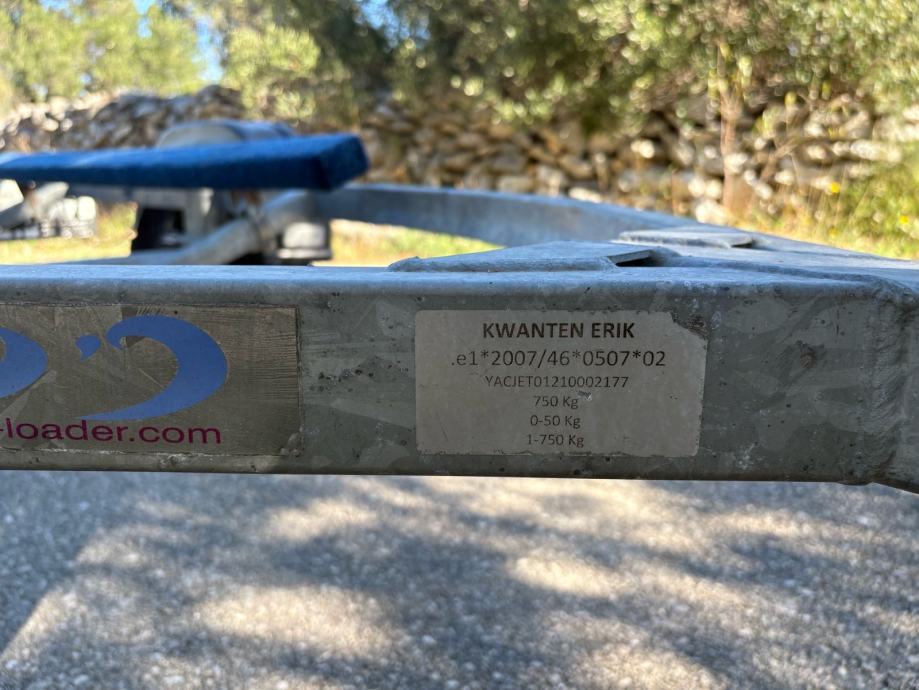 -loader.com
KWANTEN ERIK
.e1*2007/46*0507*02
YACJET01210002177
750 Kg
0-50 Kg
1-750 Kg